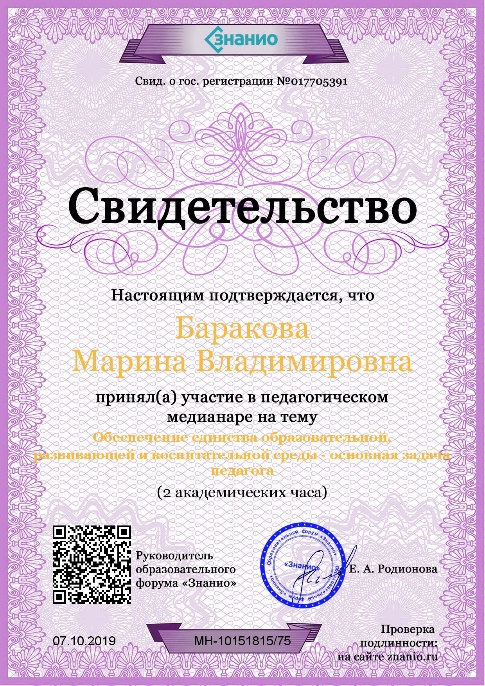 Знанио
Свид. о гос. регистрации №017705391
Свидетельство
Настоящим подтверждается, что
Баракова
Марина Владимировна
принял(а) участие в педагогическом
медианаре на тему
Обеспечение единства образовательной,
развивающей и воспитательной среды - основная задача
педагога
(2 академических часа)
Руководитель
образовательного
форума «Знанио»
«Знанио»
Е. А. Родионова
07.10.2019
МН-10151815/75
Проверка
подлинности:
на сайте znanio.ru